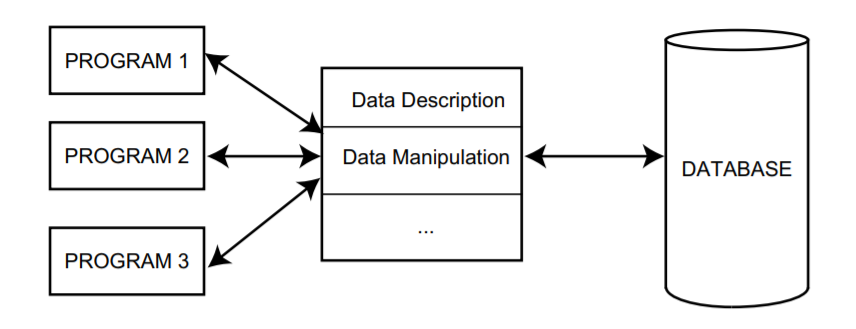 PROGRAM 1
PROGRAM 2
PROGRAM 3
Data Description
Data Manipulation
...
DATABASE